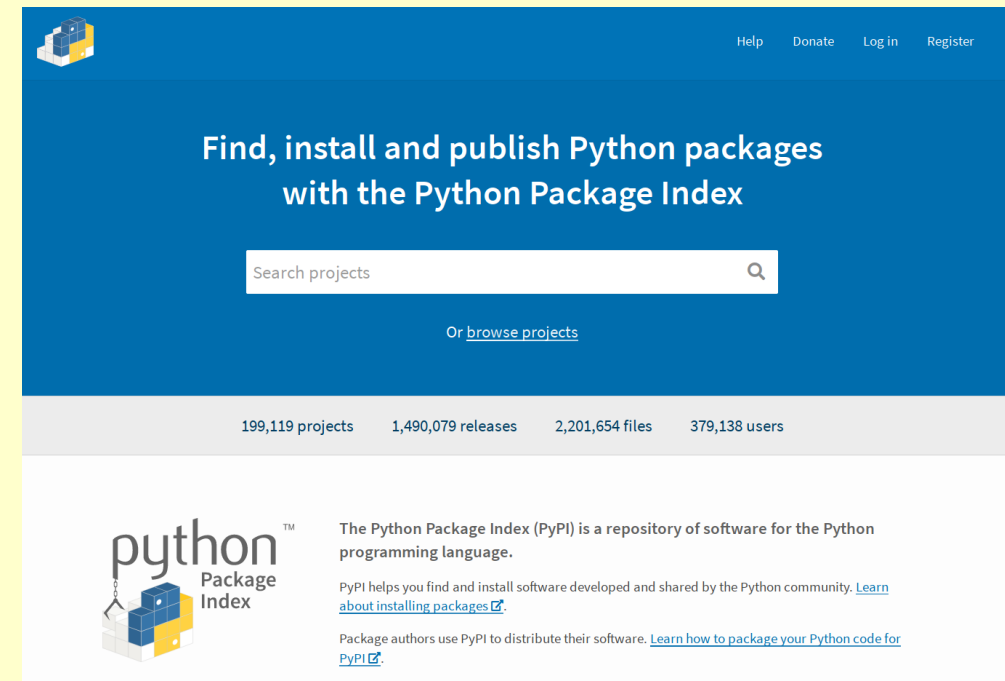 Help Donate Log in Register
Find, install and publish Python packages
with the Python Package Index
Search projects
Or browse projects
199,119 projects 1,490,079 releases 2,201,654 files 379,138 users
python™
Package
Index
The Python Package Index (PyPI) is a repository of software for the Python
programming language.
PyPI helps you find and install software developed and shared by the Python community. Learn
about installing packages.
Package authors use PyPI to distribute their software. Learn how to package your Python code for
PyPI.